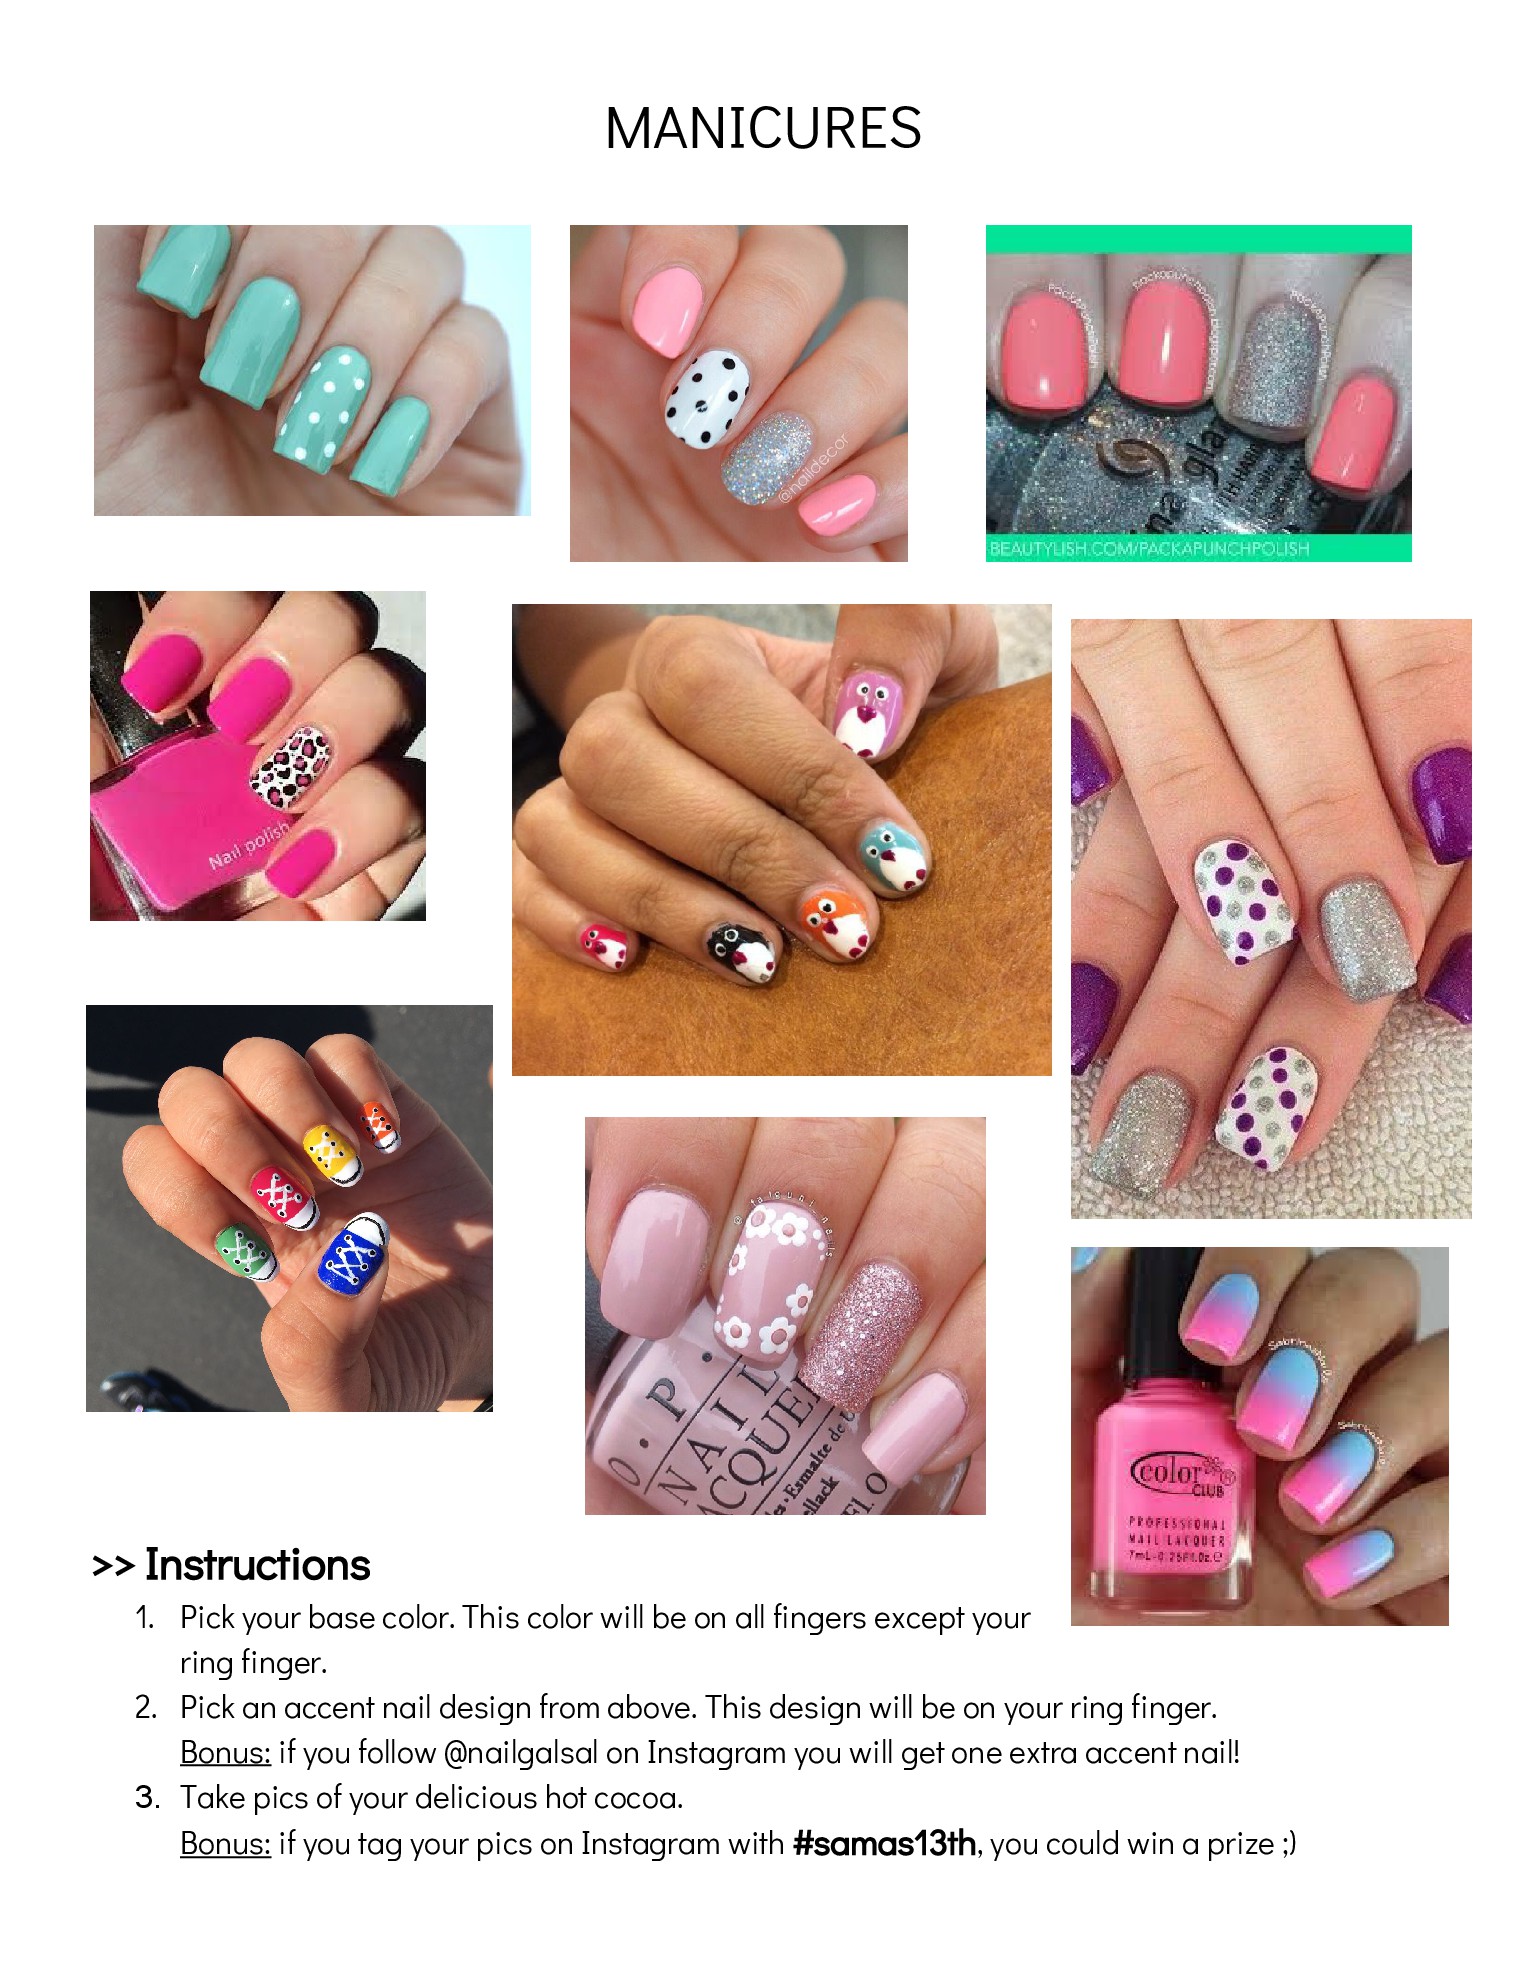 MANICURES
@naildecor
BEAUTYLISH.COM/PACKAPUNCHPOLISH
Nail polish
O·P·I
NAIL
color
CLUB
PROFESSIONAL
NAIL LACQUER
>> Instructions
1. Pick your base color. This color will be on all fingers except your
ring finger.
2. Pick an accent nail design from above. This design will be on your ring finger.
Bonus: if you follow @nailgalsal on Instagram you will get one extra accent nail!
3. Take pics of your delicious hot cocoa.
Bonus: if you tag your pics on Instagram with #samas13th, you could win a prize ;)